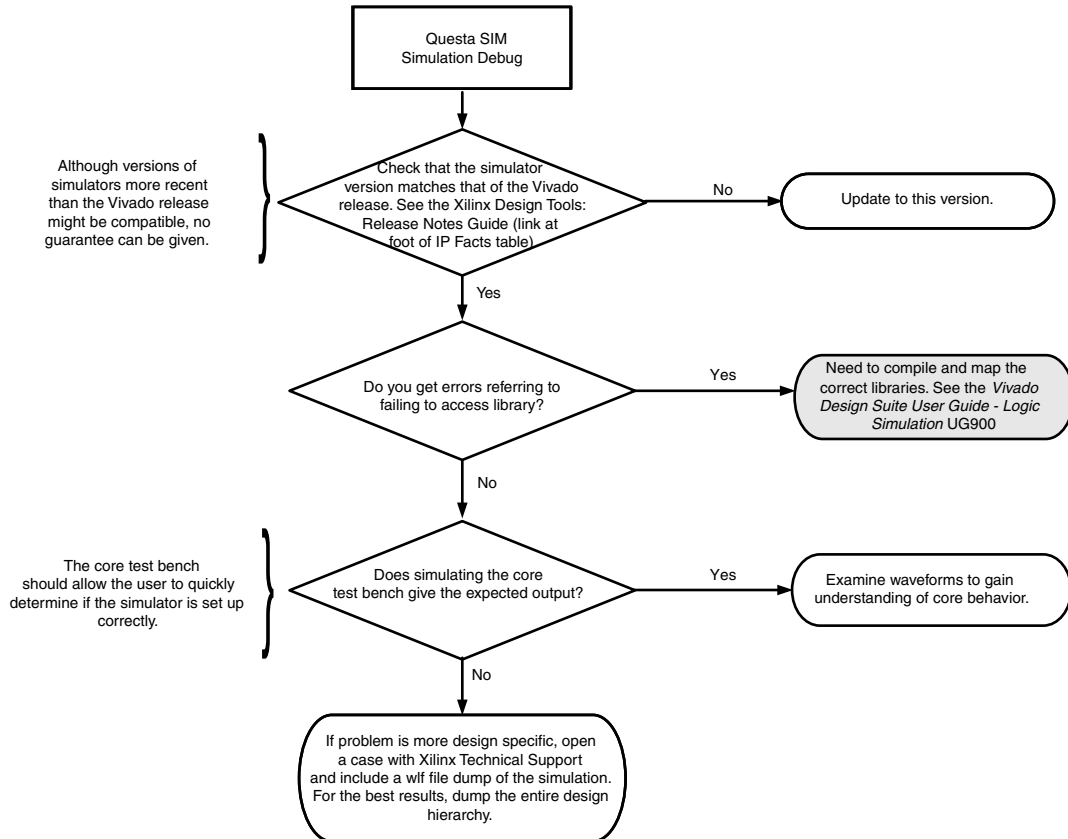 Questa SIM
Simulation Debug
Although versions of
simulators more recent
than the Vivado release
might be compatible, no
guarantee can be given.
Check that the simulator
version matches that of the Vivado
release. See the Xilinx Design Tools:
Release Notes Guide (link at
foot of IP Facts table)
No
Update to this version.
Yes
Do you get errors referring to
failing to access library?
Yes
Need to compile and map the
correct libraries. See the Vivado
Design Suite User Guide - Logic
Simulation UG900
No
The core test bench
should allow the user to quickly
determine if the simulator is set up
correctly.
Does simulating the core
test bench give the expected output?
Yes
Examine waveforms to gain
understanding of core behavior.
No
If problem is more design specific, open
a case with Xilinx Technical Support
and include a wlf file dump of the simulation.
For the best results, dump the entire design
hierarchy.